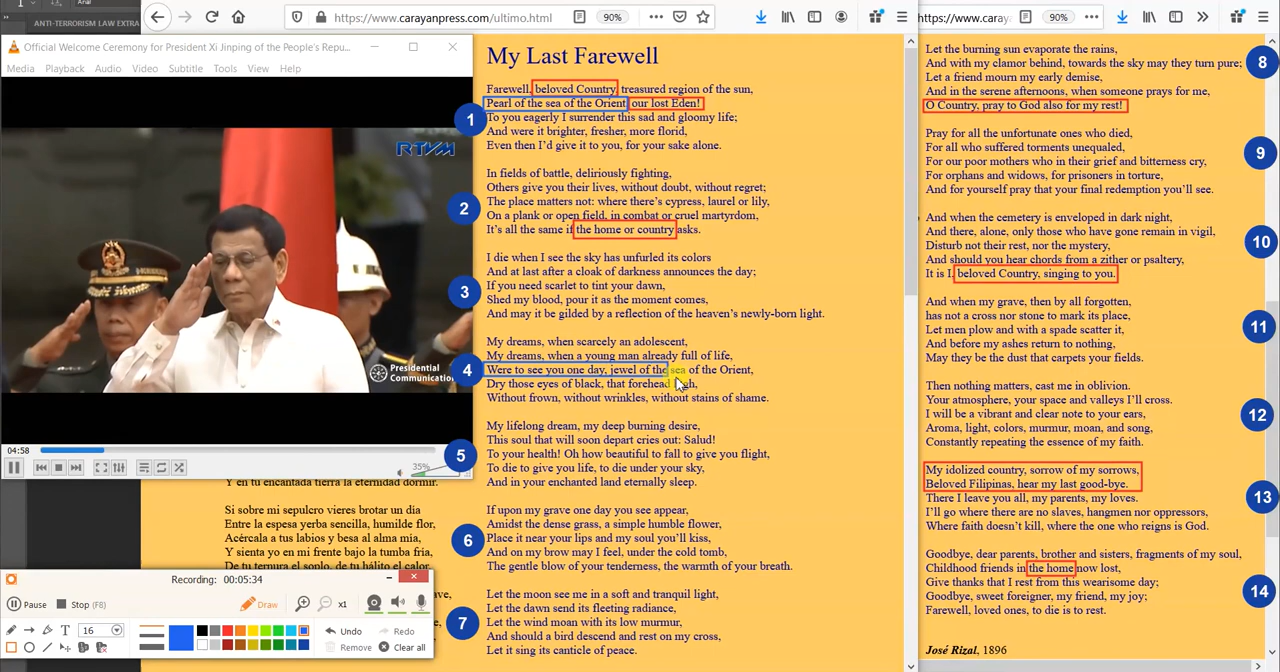 ANTI-TERRORISM LAW EXTRA
Arial
https://www.carayanpress.com/ultimo.html
90%
https://www.caraya
90%
Official Welcome Ceremony for President Xi Jinping of the People's Repu...
Media Playback Audio Video Subtitle Tools View Help
RTVM
Presidential
Communicatio
04:58
35%
My Last Farewell
1
Farewell, beloved Country, treasured region of the sun,
Pearl of the sea of the Orient, our lost Eden!
To you eagerly I surrender this sad and gloomy life;
And were it brighter, fresher, more florid,
Even then I'd give it to you, for your sake alone.
2
In fields of battle, deliriously fighting,
Others give you their lives, without doubt, without regret;
The place matters not: where there's cypress, laurel or lily,
On a plank or open field, in combat or cruel martyrdom,
It's all the same if the home or country asks.
3
I die when I see the sky has unfurled its colors
And at last after a cloak of darkness announces the day;
If you need scarlet to tint your dawn,
Shed my blood, pour it as the moment comes,
And may it be gilded by a reflection of the heaven's newly-born light.
4
My dreams, when scarcely an adolescent,
My dreams, when a young man already full of life,
Were to see you one day, jewel of the sea of the Orient,
Dry those eyes of black, that forehead high,
Without frown, without wrinkles, without stains of shame.
5
My lifelong dream, my deep burning desire,
This soul that will soon depart cries out: Salud!
To your health! Oh how beautiful to fall to give you flight,
To die to give you life, to die under your sky,
And in your enchanted land eternally sleep.
6
If upon my grave one day you see appear,
Amidst the dense grass, a simple humble flower,
Place it near your lips and my soul you'll kiss,
And on my brow may I feel, under the cold tomb,
The gentle blow of your tenderness, the warmth of your breath.
7
Let the moon see me in a soft and tranquil light,
Let the dawn send its fleeting radiance,
Let the wind moan with its low murmur,
And should a bird descend and rest on my cross,
Let it sing its canticle of peace.
8
Let the burning sun evaporate the rains,
And with my clamor behind, towards the sky may they turn pure;
Let a friend mourn my early demise,
And in the serene afternoons, when someone prays for me,
O Country, pray to God also for my rest!
9
Pray for all the unfortunate ones who died,
For all who suffered torments unequaled,
For our poor mothers who in their grief and bitterness cry,
For orphans and widows, for prisoners in torture,
And for yourself pray that your final redemption you'll see.
10
And when the cemetery is enveloped in dark night,
And there, alone, only those who have gone remain in vigil,
Disturb not their rest, nor the mystery,
And should you hear chords from a zither or psaltery,
It is I, beloved Country, singing to you.
11
And when my grave, then by all forgotten,
has not a cross nor stone to mark its place,
Let men plow and with a spade scatter it,
And before my ashes return to nothing,
May they be the dust that carpets your fields.
12
Then nothing matters, cast me in oblivion.
Your atmosphere, your space and valleys I'll cross.
I will be a vibrant and clear note to your ears,
Aroma, light, colors, murmur, moan, and song,
Constantly repeating the essence of my faith.
13
My idolized country, sorrow of my sorrows,
Beloved Filipinas, hear my last good-bye.
There I leave you all, my parents, my loves.
I'll go where there are no slaves, hangmen nor oppressors,
Where faith doesn't kill, where the one who reigns is God.
14
Goodbye, dear parents, brother and sisters, fragments of my soul,
Childhood friends in the home now lost,
Give thanks that I rest from this wearisome day;
Goodbye, sweet foreigner, my friend, my joy;
Farewell, loved ones, to die is to rest.
José Rizal, 1896
Y en tu encantada tierra la eternidad dormir.
Si sobre mi sepulcro vieres brotar un día
Entre la espesa yerba sencilla, humilde flor,
Acércala a tus labios y besa al alma mía,
Y sienta yo en mi frente bajo la tumba fría,
De tu ternura el soplo, de tu hálito el calor.
Recording: 00:05:34
Pause Stop (F8) Draw x1
T 16 Undo Redo
Remove Clear all